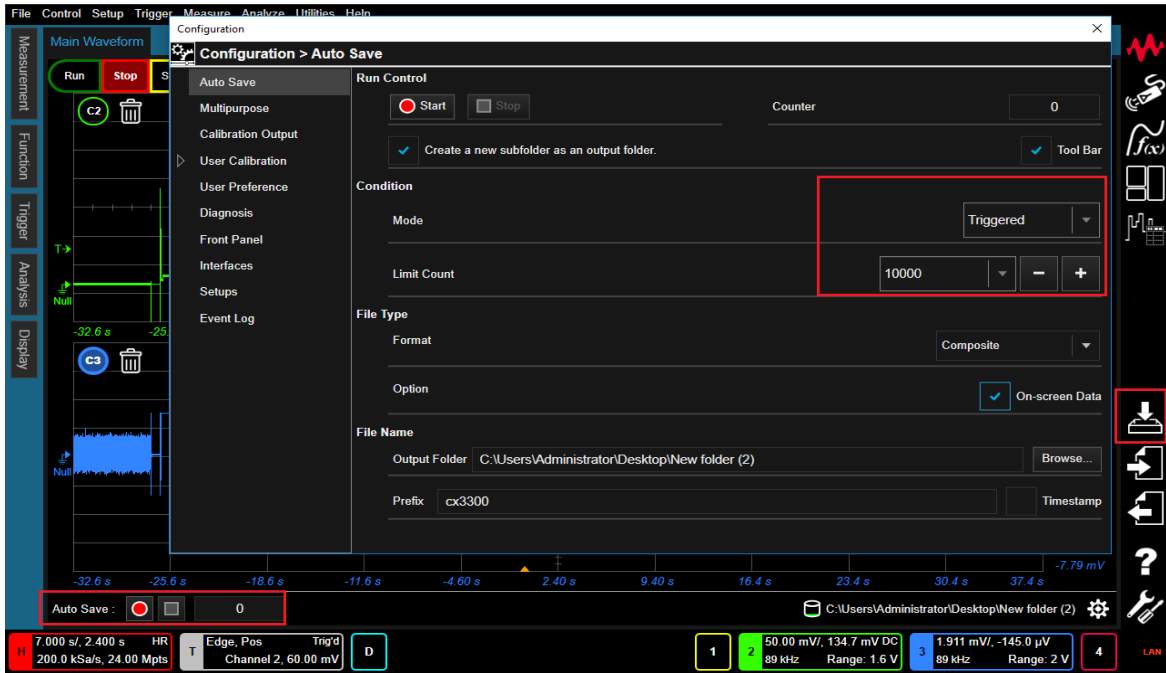 File Control Setup Trigger Measure Analyze Utilities Help
Configuration
Main Waveform
Configuration > Auto Save
Run Stop S
Auto Save
Multipurpose
Calibration Output
User Calibration
User Preference
Diagnosis
Front Panel
Interfaces
Setups
Event Log
Run Control
Start Stop Counter 0
Create a new subfolder as an output folder. Tool Bar
Condition
Mode Triggered
Limit Count 10000 − +
File Type
Format Composite
Option On-screen Data
File Name
Output Folder C:\Users\Administrator\Desktop\New folder (2) Browse...
Prefix cx3300 Timestamp
Measurement
Function
Trigger
Analysis
Display
C2
T
Null
-32.6 s -25
C3
Null
f(x)
?
-7.79 mV
-32.6 s -25.6 s -18.6 s -11.6 s -4.60 s 2.40 s 9.40 s 16.4 s 23.4 s 30.4 s 37.4 s
Auto Save : 0 C:\Users\Administrator\Desktop\New folder (2)
H 7.000 s/, 2.400 s HR
200.0 kSa/s, 24.00 Mpts
T Edge, Pos Trig'd
Channel 2, 60.00 mV
D
1
2 50.00 mV/, 134.7 mV DC
89 kHz Range: 1.6 V
3 1.911 mV/, -145.0 µV
89 kHz Range: 2 V
4
LAN